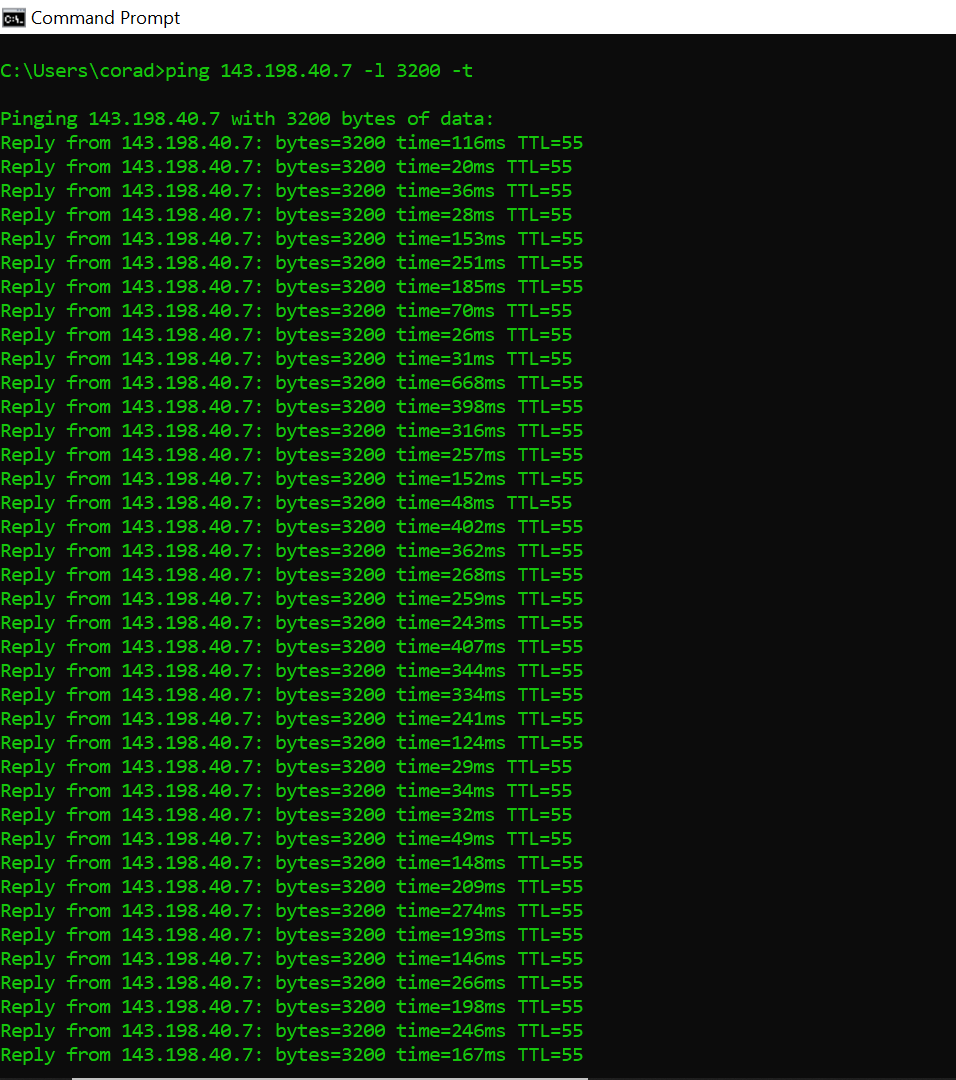 Command Prompt
C:\Users\corad>ping 143.198.40.7 -l 3200 -t
Pinging 143.198.40.7 with 3200 bytes of data:
Reply from 143.198.40.7: bytes=3200 time=116ms TTL=55
Reply from 143.198.40.7: bytes=3200 time=20ms TTL=55
Reply from 143.198.40.7: bytes=3200 time=36ms TTL=55
Reply from 143.198.40.7: bytes=3200 time=28ms TTL=55
Reply from 143.198.40.7: bytes=3200 time=153ms TTL=55
Reply from 143.198.40.7: bytes=3200 time=251ms TTL=55
Reply from 143.198.40.7: bytes=3200 time=185ms TTL=55
Reply from 143.198.40.7: bytes=3200 time=70ms TTL=55
Reply from 143.198.40.7: bytes=3200 time=26ms TTL=55
Reply from 143.198.40.7: bytes=3200 time=31ms TTL=55
Reply from 143.198.40.7: bytes=3200 time=668ms TTL=55
Reply from 143.198.40.7: bytes=3200 time=398ms TTL=55
Reply from 143.198.40.7: bytes=3200 time=316ms TTL=55
Reply from 143.198.40.7: bytes=3200 time=257ms TTL=55
Reply from 143.198.40.7: bytes=3200 time=152ms TTL=55
Reply from 143.198.40.7: bytes=3200 time=48ms TTL=55
Reply from 143.198.40.7: bytes=3200 time=402ms TTL=55
Reply from 143.198.40.7: bytes=3200 time=362ms TTL=55
Reply from 143.198.40.7: bytes=3200 time=268ms TTL=55
Reply from 143.198.40.7: bytes=3200 time=259ms TTL=55
Reply from 143.198.40.7: bytes=3200 time=243ms TTL=55
Reply from 143.198.40.7: bytes=3200 time=407ms TTL=55
Reply from 143.198.40.7: bytes=3200 time=344ms TTL=55
Reply from 143.198.40.7: bytes=3200 time=334ms TTL=55
Reply from 143.198.40.7: bytes=3200 time=241ms TTL=55
Reply from 143.198.40.7: bytes=3200 time=124ms TTL=55
Reply from 143.198.40.7: bytes=3200 time=29ms TTL=55
Reply from 143.198.40.7: bytes=3200 time=34ms TTL=55
Reply from 143.198.40.7: bytes=3200 time=32ms TTL=55
Reply from 143.198.40.7: bytes=3200 time=49ms TTL=55
Reply from 143.198.40.7: bytes=3200 time=148ms TTL=55
Reply from 143.198.40.7: bytes=3200 time=209ms TTL=55
Reply from 143.198.40.7: bytes=3200 time=274ms TTL=55
Reply from 143.198.40.7: bytes=3200 time=193ms TTL=55
Reply from 143.198.40.7: bytes=3200 time=146ms TTL=55
Reply from 143.198.40.7: bytes=3200 time=266ms TTL=55
Reply from 143.198.40.7: bytes=3200 time=198ms TTL=55
Reply from 143.198.40.7: bytes=3200 time=246ms TTL=55
Reply from 143.198.40.7: bytes=3200 time=167ms TTL=55